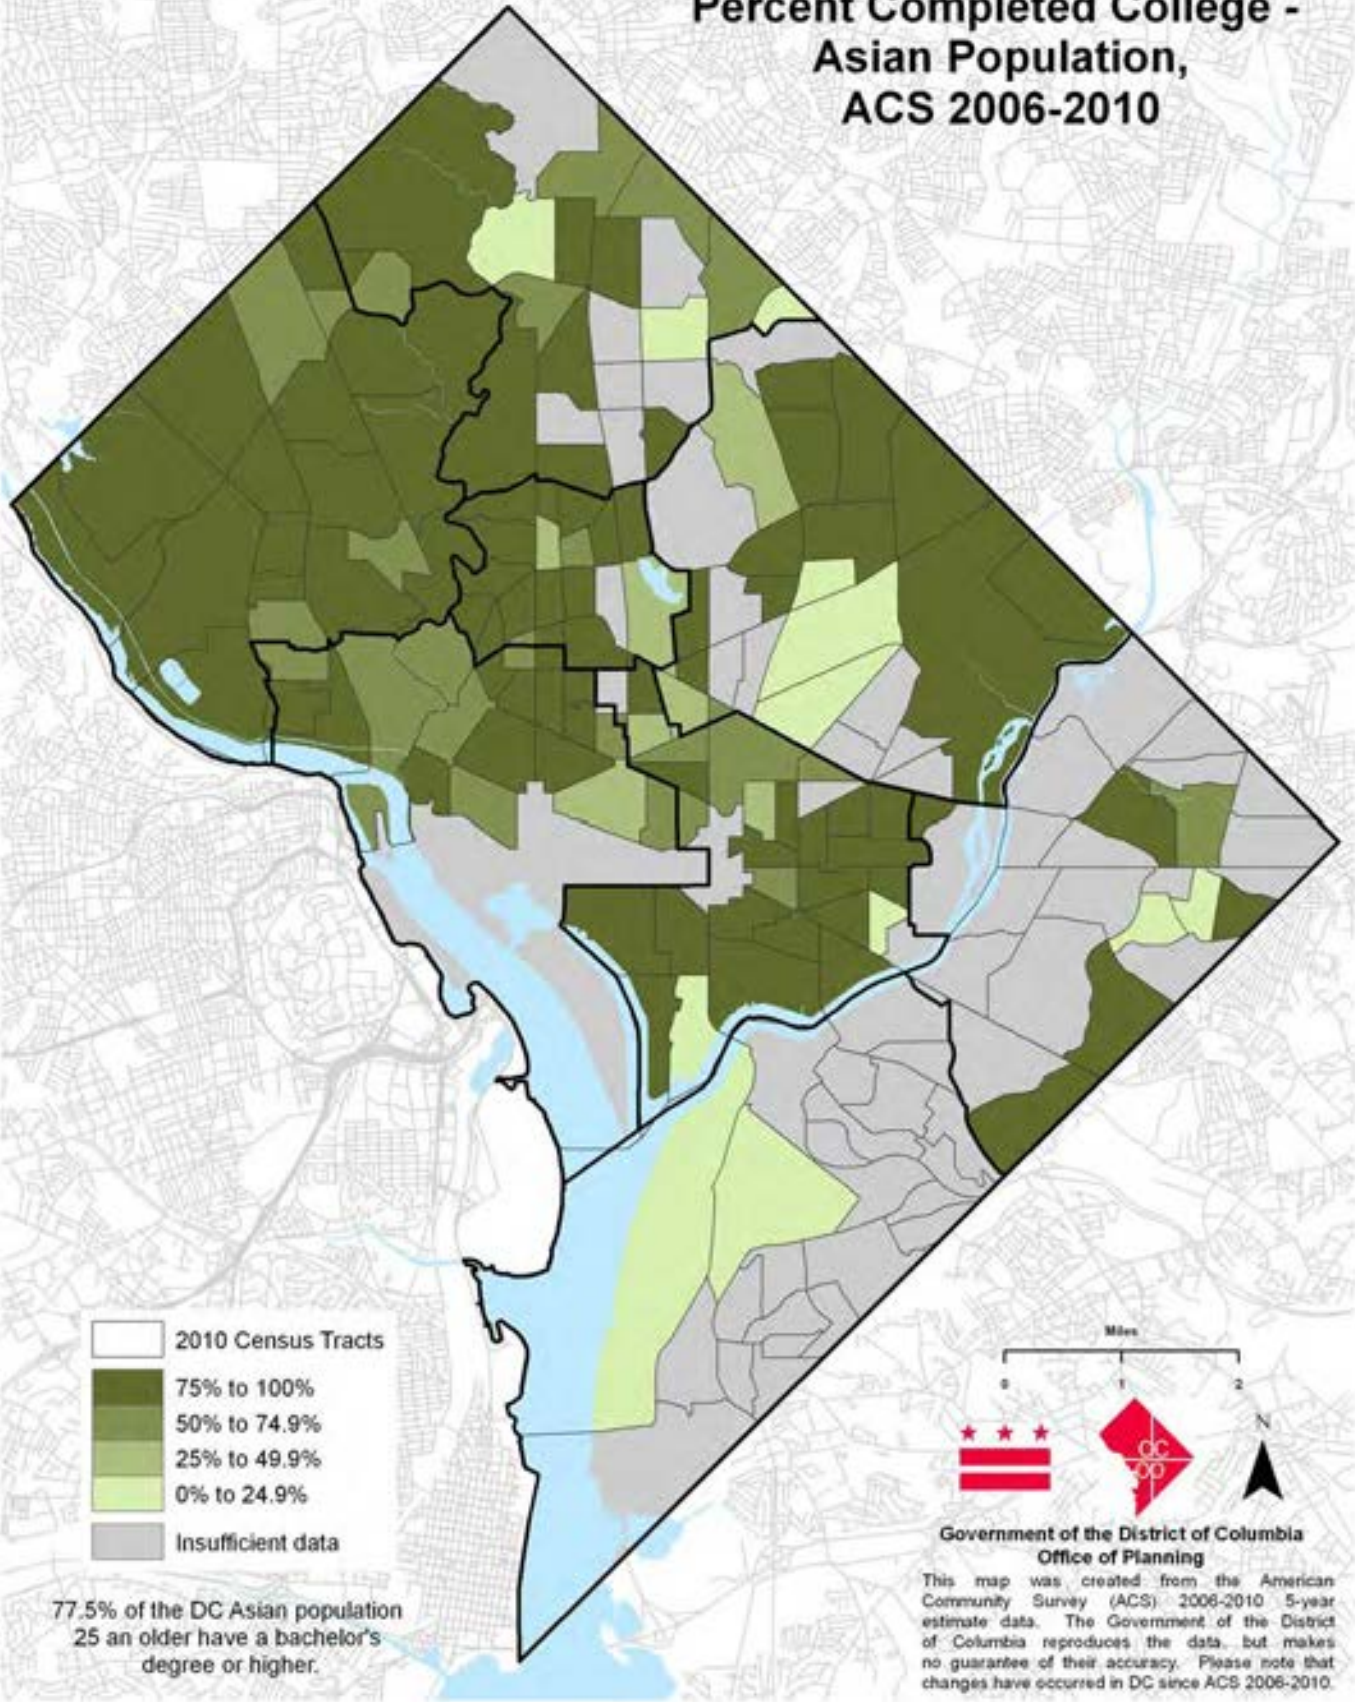 Percent Completed College -
Asian Population,
ACS 2006-2010
2010 Census Tracts
75% to 100%
50% to 74.9%
25% to 49.9%
0% to 24.9%
Insufficient data
77.5% of the DC Asian population
25 an older have a bachelor's
degree or higher.
Miles
0 1 2
N
DC
OP
Government of the District of Columbia
Office of Planning
This map was created from the American
Community Survey (ACS) 2006-2010 5-year
estimate data. The Government of the District
of Columbia reproduces the data, but makes
no guarantee of their accuracy. Please note that
changes have occurred in DC since ACS 2006-2010.